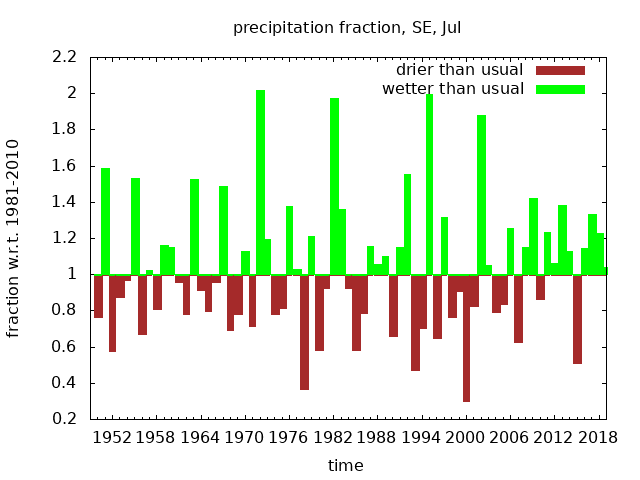 precipitation fraction, SE, Jul
drier than usual
wetter than usual
fraction w.r.t. 1981-2010
2.2
2
1.8
1.6
1.4
1.2
1
0.8
0.6
0.4
0.2
1952 1958 1964 1970 1976 1982 1988 1994 2000 2006 2012 2018
time